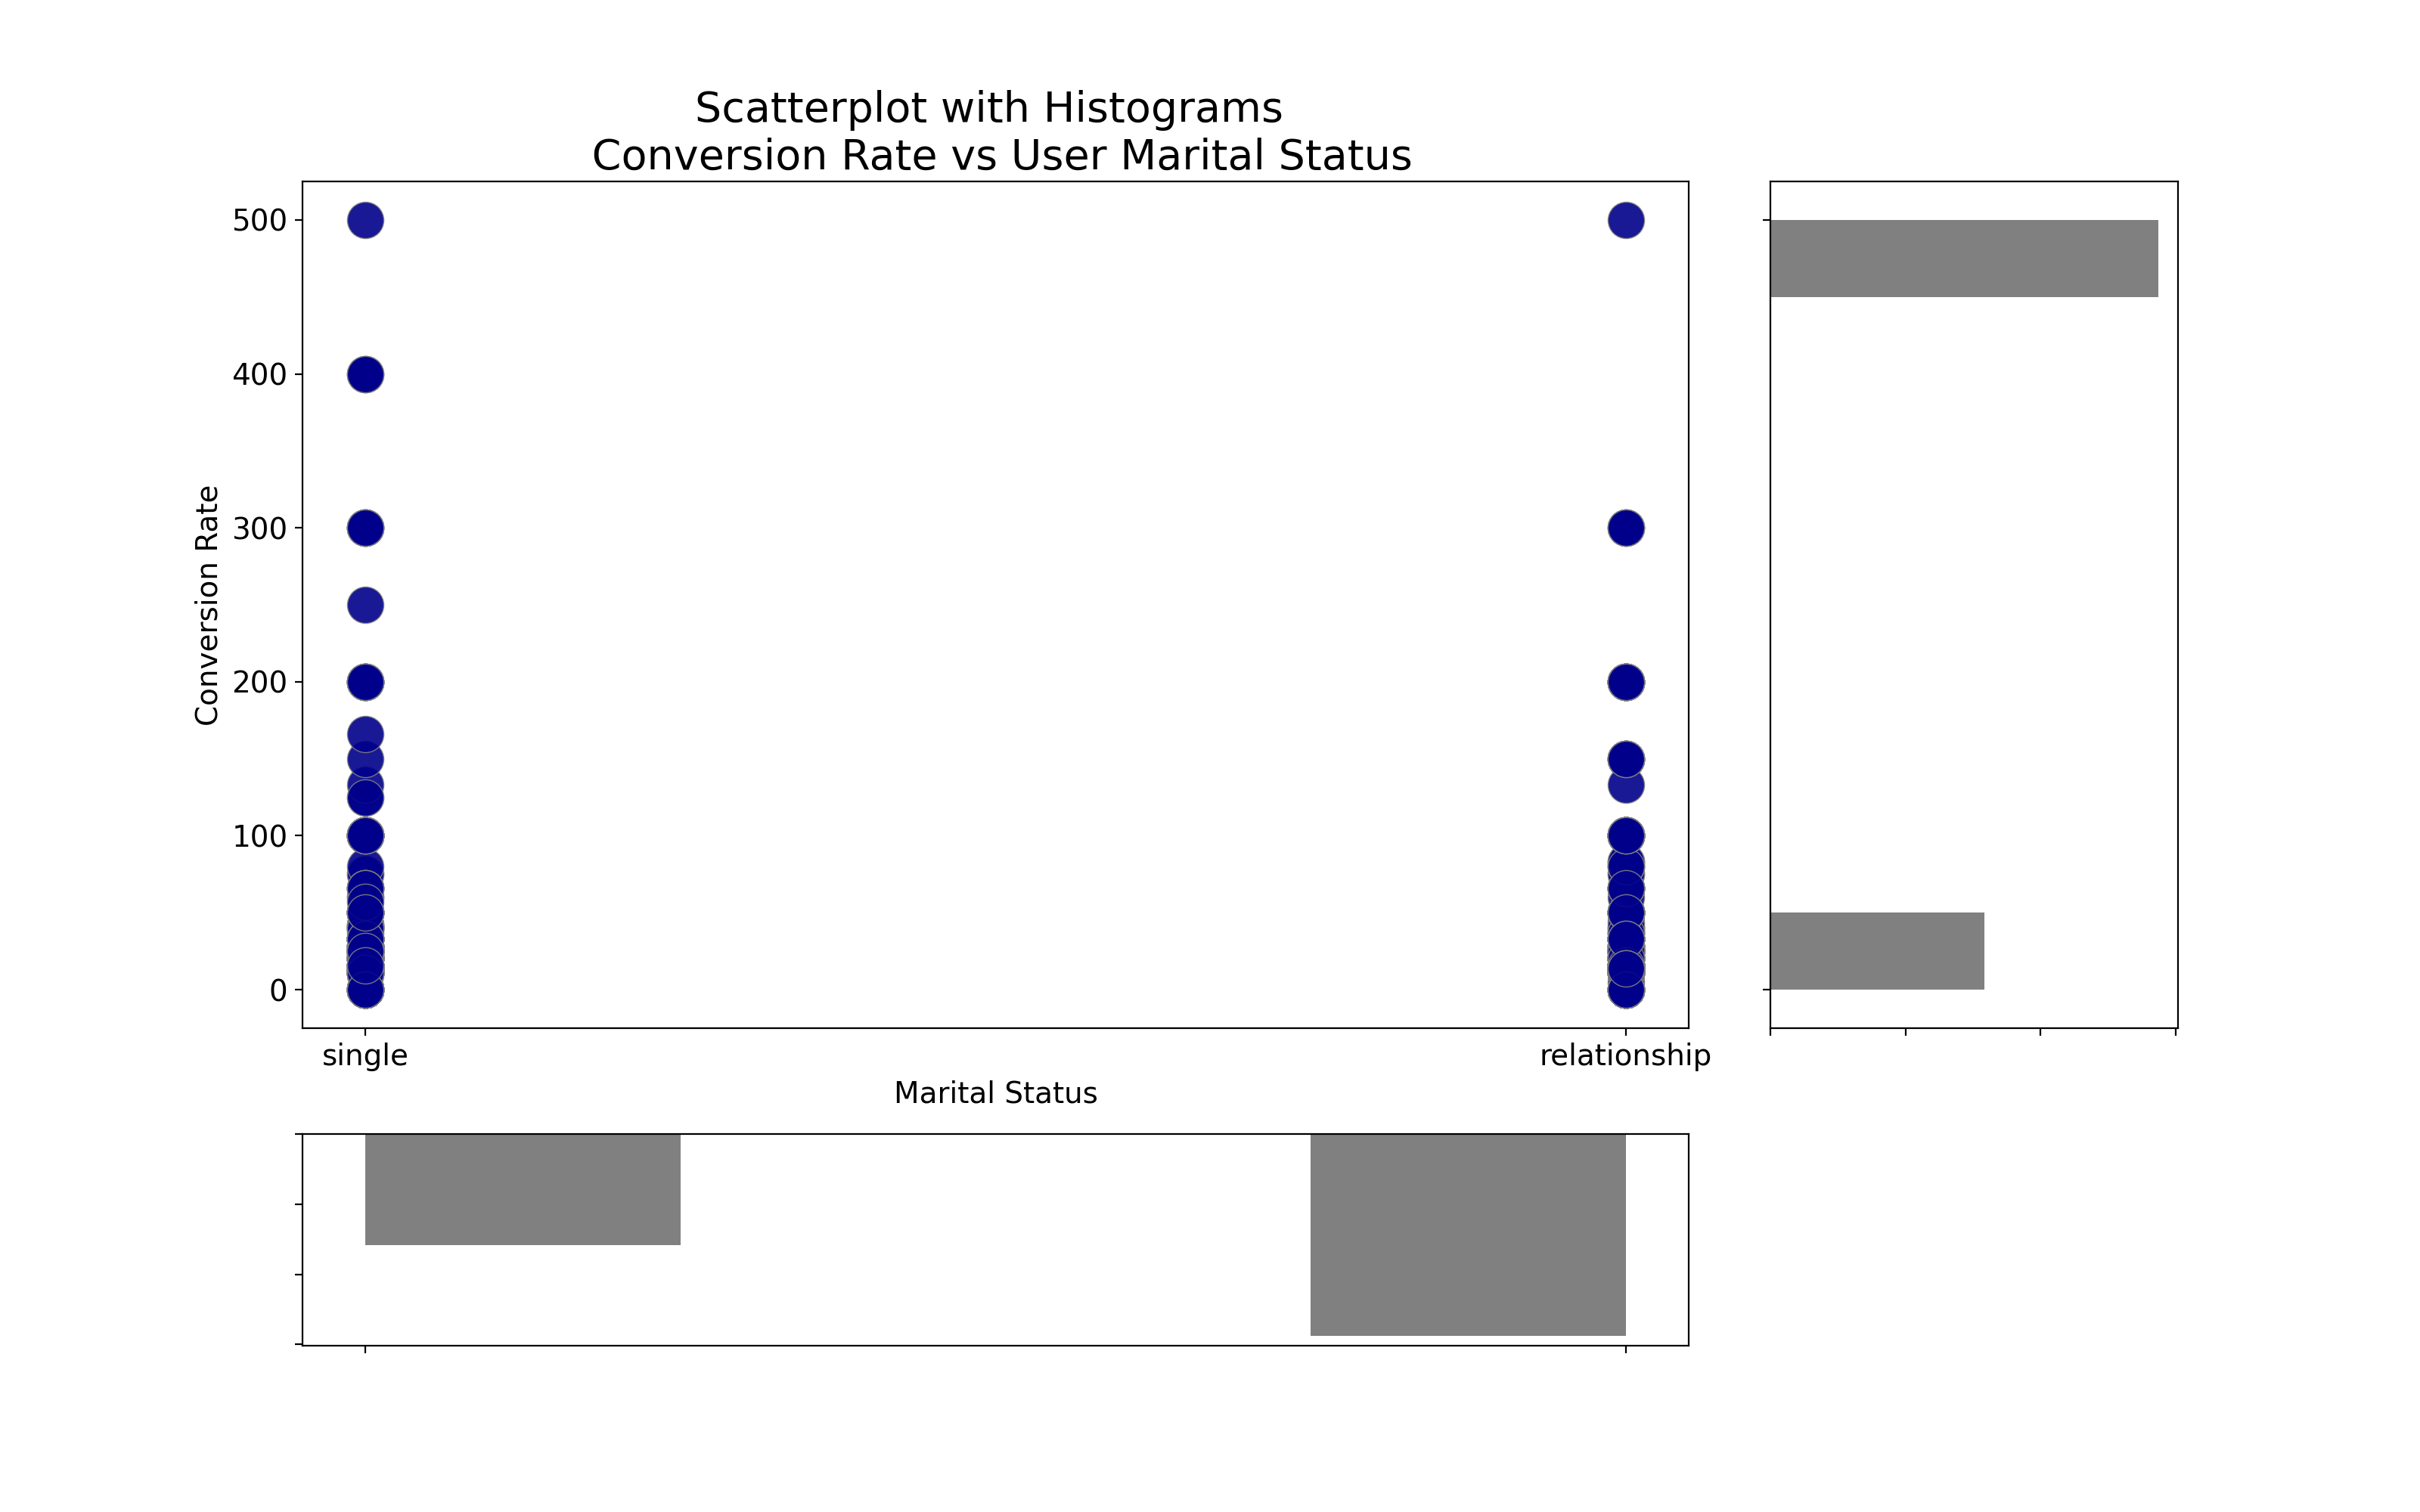 Scatterplot with Histograms
Conversion Rate vs User Marital Status
500
400
300
200
100
0
Conversion Rate
single relationship
Marital Status